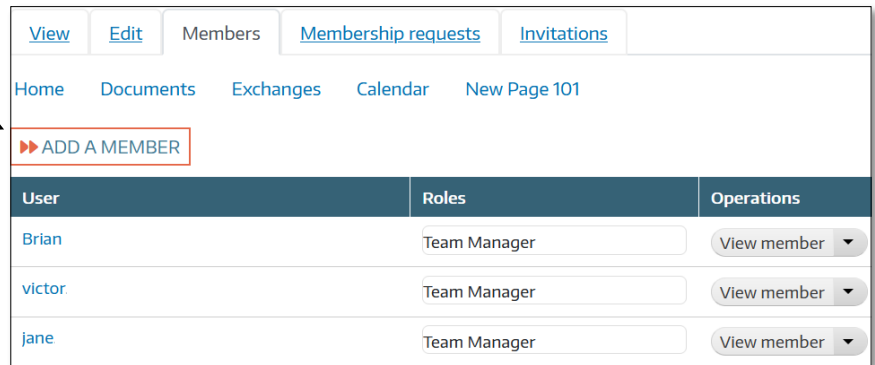 View Edit Members Membership requests Invitations
Home Documents Exchanges Calendar New Page 101
ADD A MEMBER
User Roles Operations
Brian Team Manager View member
victor Team Manager View member
jane Team Manager View member